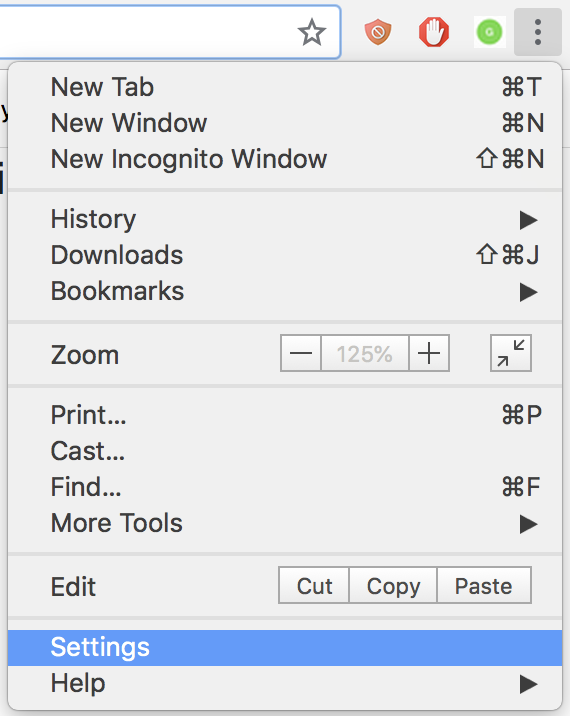 G
New Tab ⌘T
New Window ⌘N
New Incognito Window ⇧⌘N
History ▶
Downloads ⇧⌘J
Bookmarks ▶
Zoom — 125% +
Print... ⌘P
Cast...
Find... ⌘F
More Tools ▶
Edit Cut Copy Paste
Settings
Help ▶